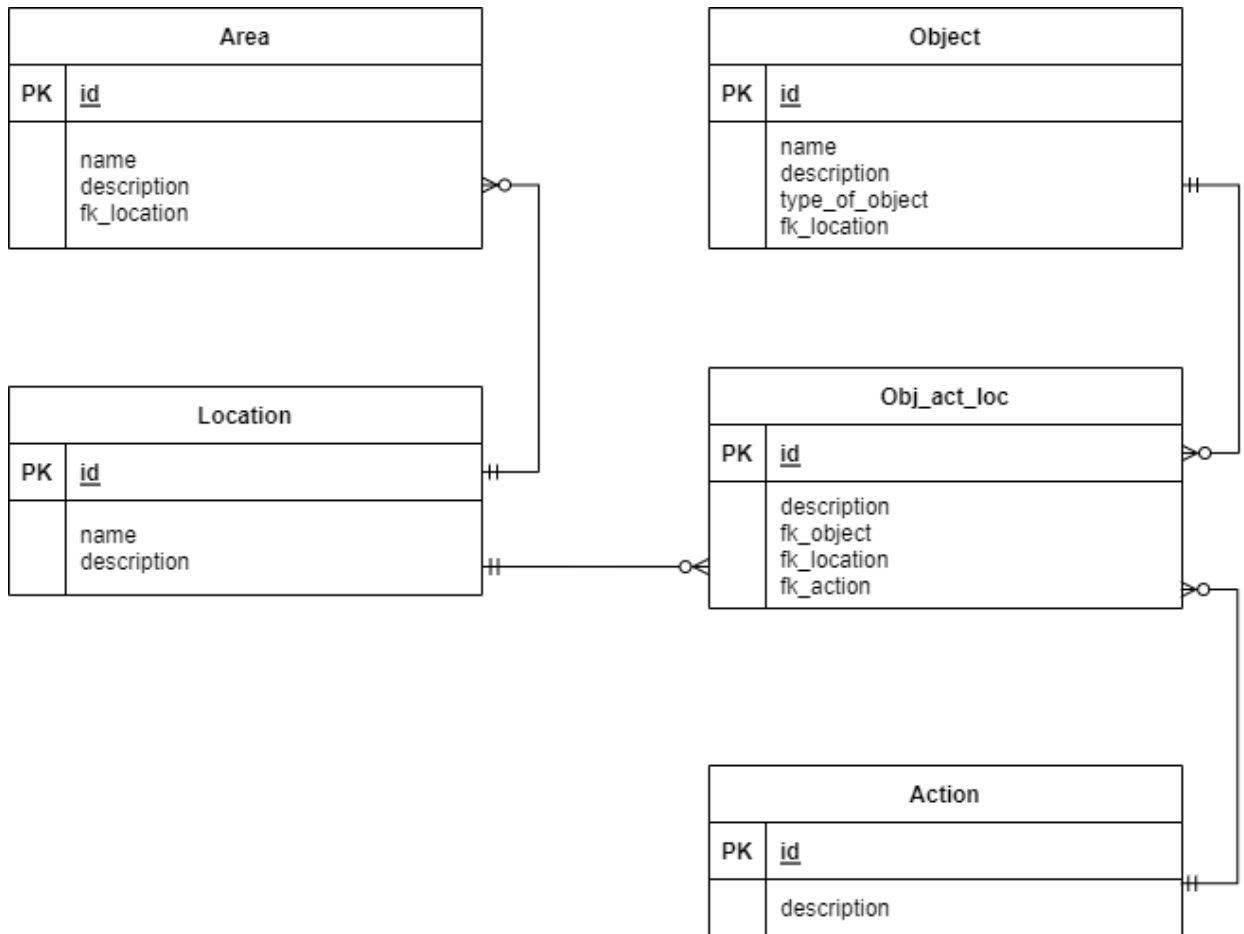 Area
PK id
name
description
fk_location
Object
PK id
name
description
type_of_object
fk_location
Location
PK id
name
description
Obj_act_loc
PK id
description
fk_object
fk_location
fk_action
Action
PK id
description